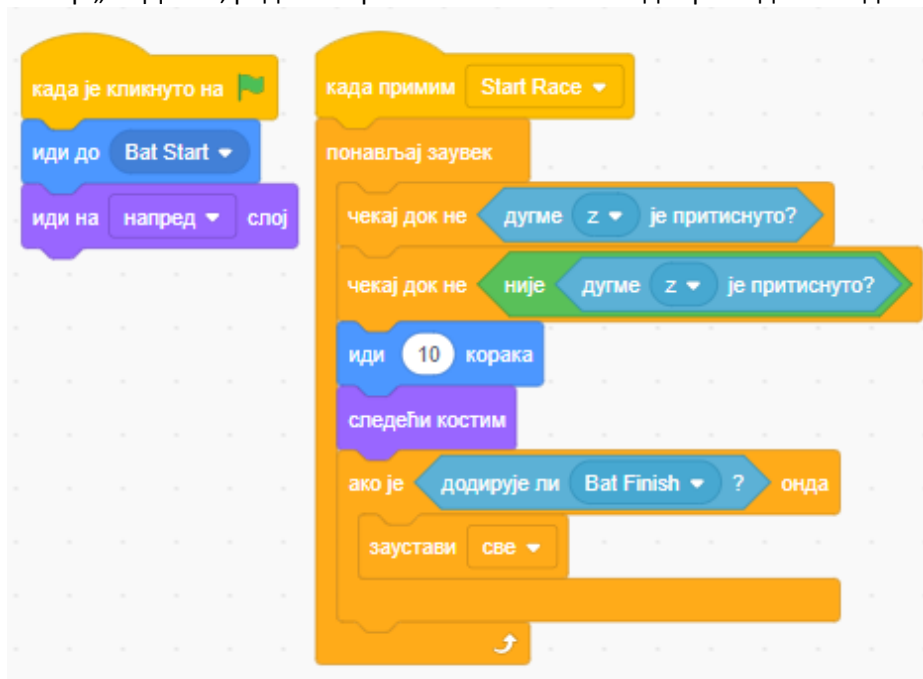 када је кликнуто на
иди до Bat Start
иди на напред слој
када примим Start Race
понављај заувек
чекај док не дугме z је притиснуто?
чекај док не није дугме z је притиснуто?
иди 10 корака
следећи костим
ако је додирује ли Bat Finish ? онда
заустави све